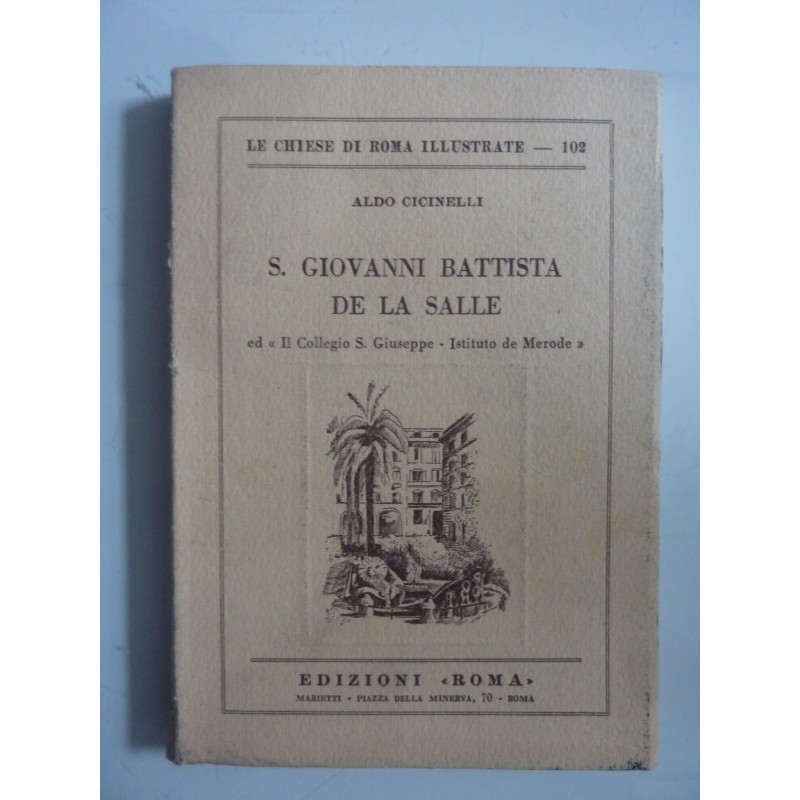 LE CHIESE DI ROMA ILLUSTRATE — 102
ALDO CICINELLI
S. GIOVANNI BATTISTA
DE LA SALLE
ed « Il Collegio S. Giuseppe - Istituto de Merode »
EDIZIONI «ROMA»
MARIETTI - PIAZZA DELLA MINERVA, 70 - ROMA